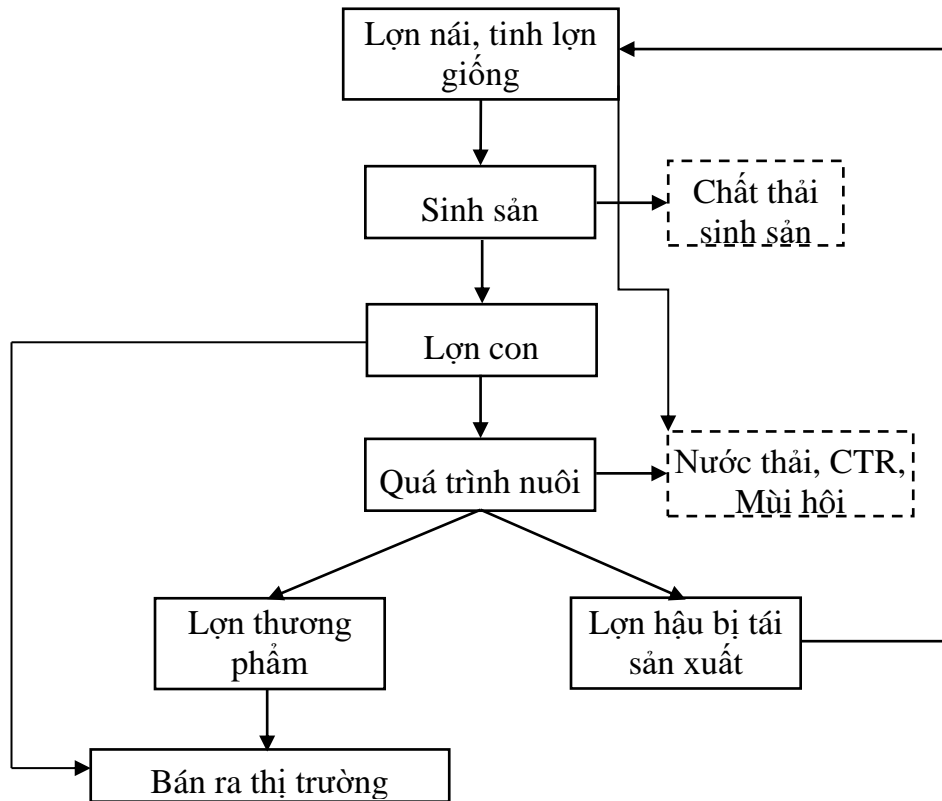 Lợn nái, tinh lợn
giống
Sinh sản
Chất thải
sinh sản
Lợn con
Quá trình nuôi
Nước thải, CTR,
Mùi hôi
Lợn thương
phẩm
Lợn hậu bị tái
sản xuất
Bán ra thị trường